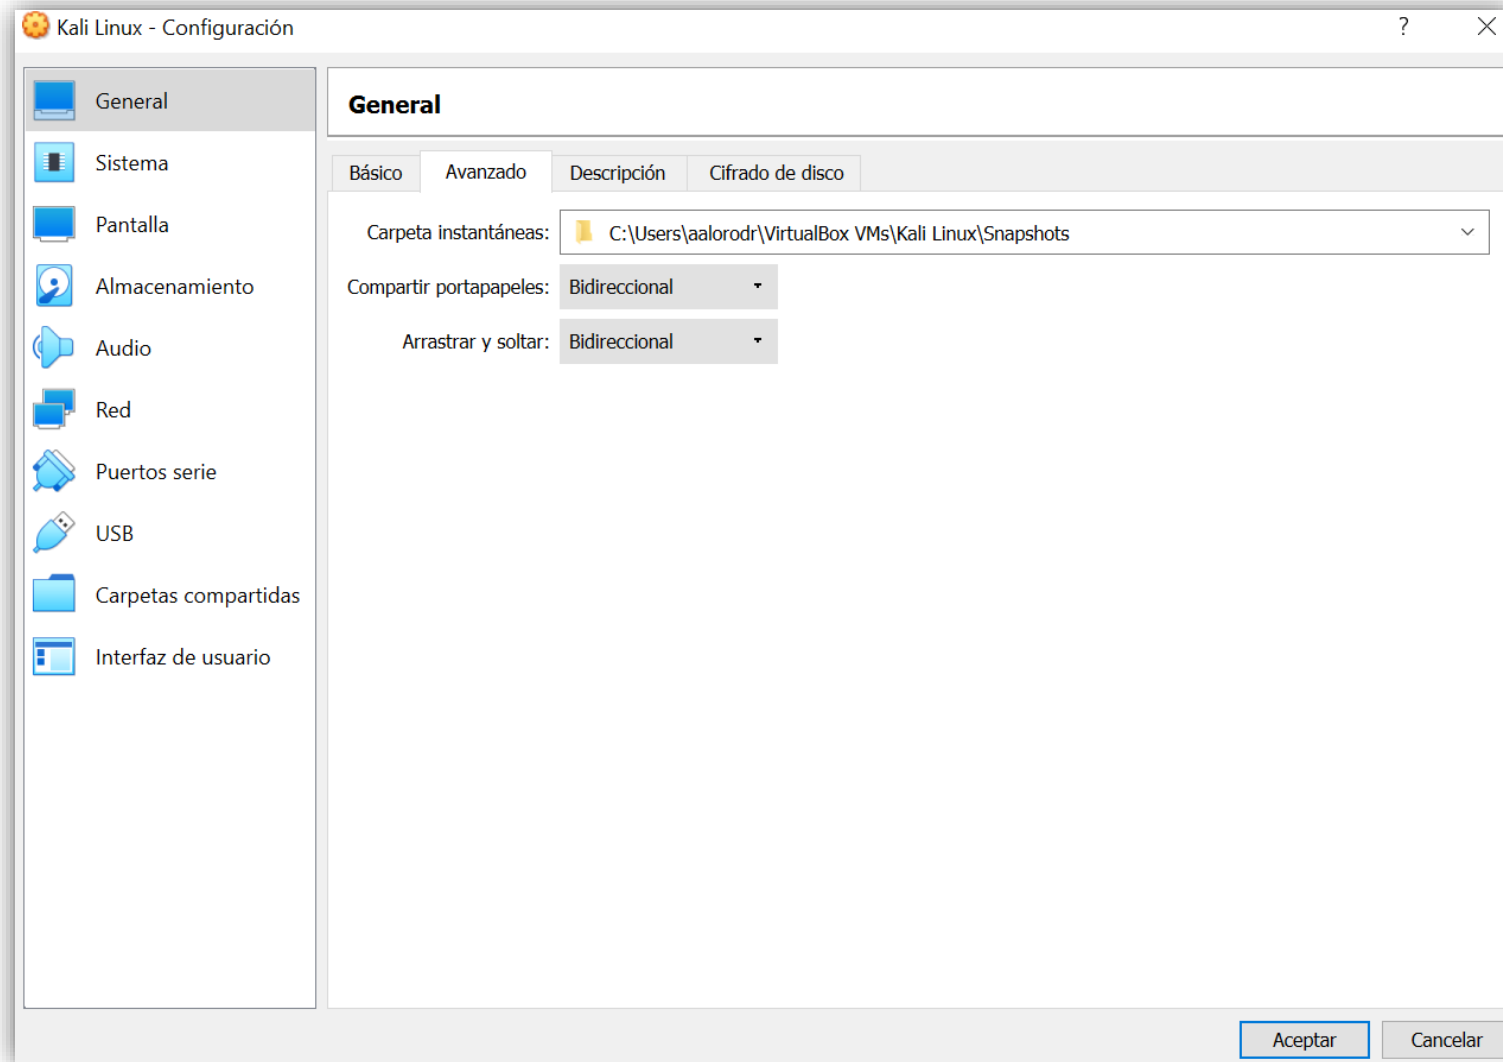 Kali Linux - Configuración
?
General
Sistema
Pantalla
Almacenamiento
Audio
Red
Puertos serie
USB
Carpetas compartidas
Interfaz de usuario
General
Básico Avanzado Descripción Cifrado de disco
Carpeta instantáneas: C:\Users\aalorodr\VirtualBox VMs\Kali Linux\Snapshots
Compartir portapapeles: Bidireccional
Arrastrar y soltar: Bidireccional
Aceptar Cancelar